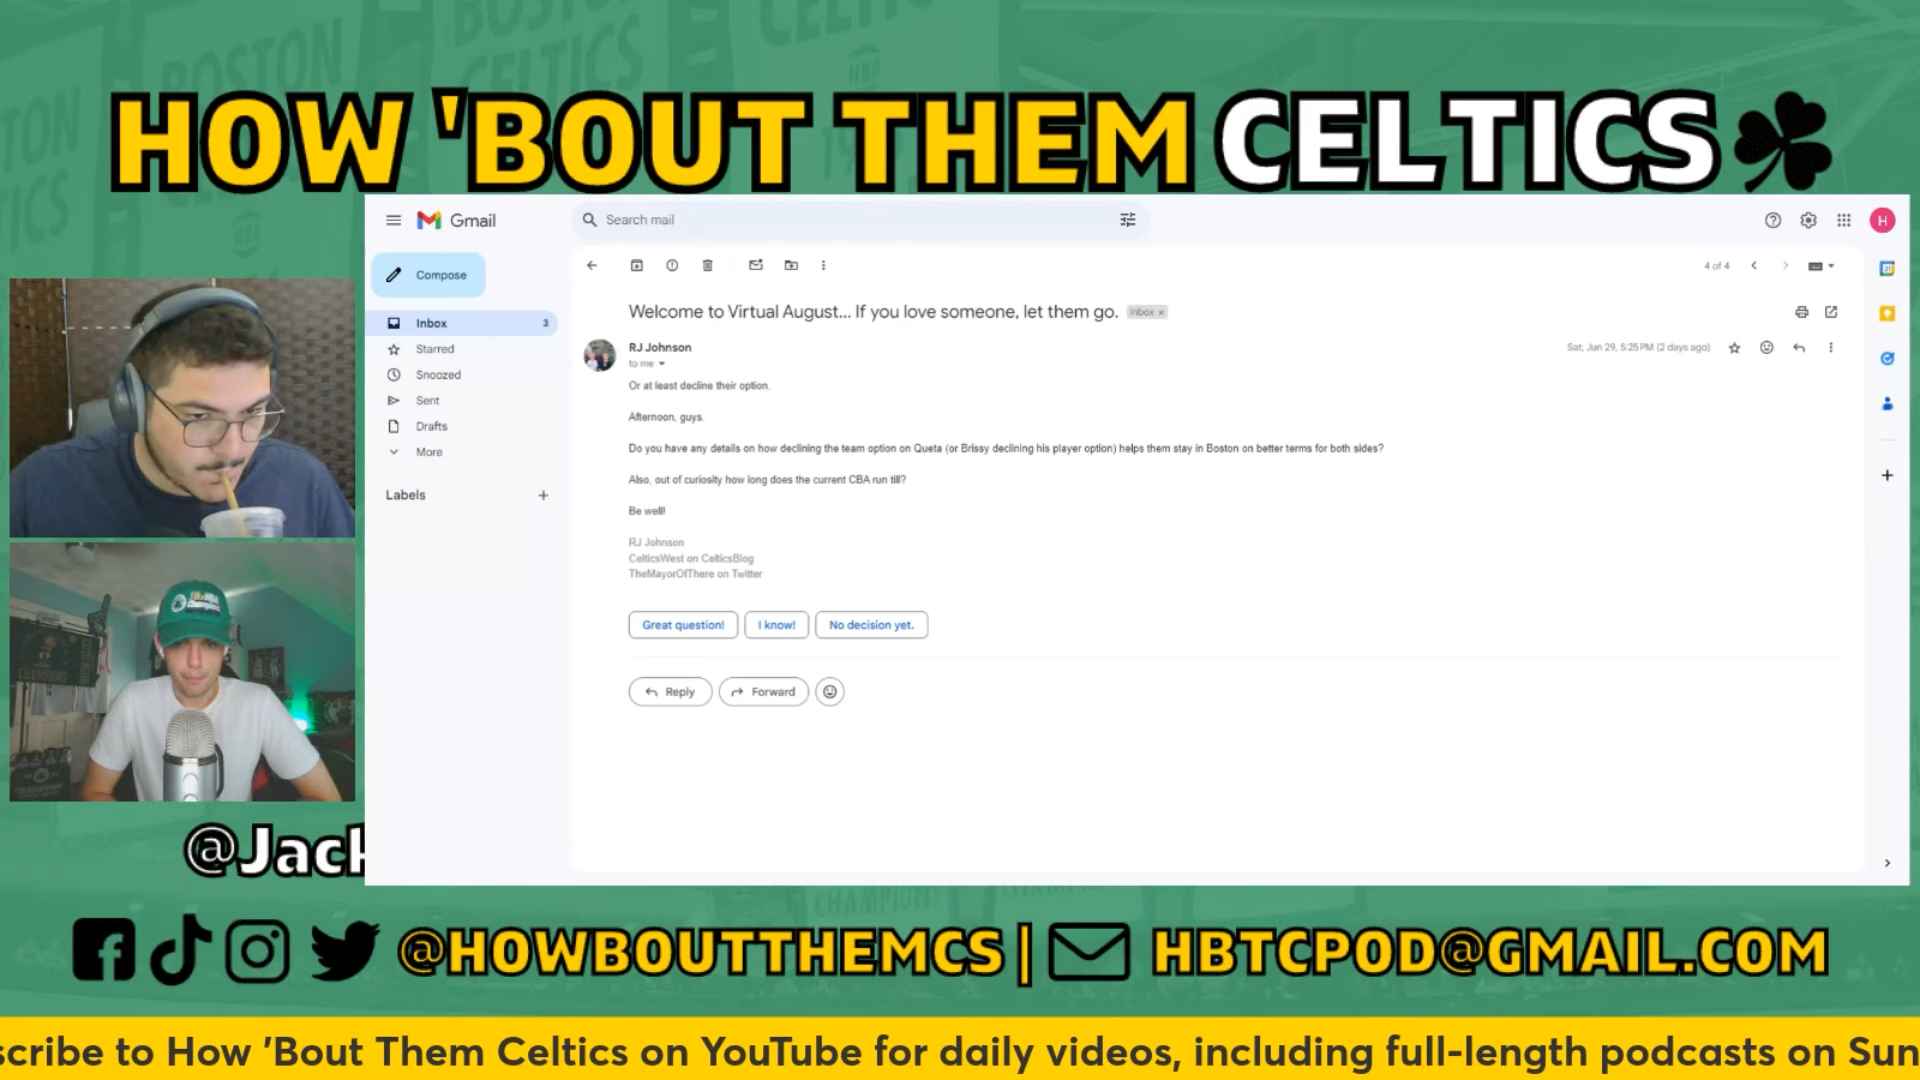 HOW 'BOUT THEM CELTICS
Gmail
Search mail
H
Compose
4 of 4
Inbox 3
Starred
Snoozed
Sent
Drafts
More
Labels
Welcome to Virtual August... If you love someone, let them go. Inbox x
RJ Johnson
Sat, Jun 29, 5:25 PM (2 days ago)
to me
Or at least decline their option.
Afternoon, guys.
Do you have any details on how declining the team option on Queta (or Brissy declining his player option) helps them stay in Boston on better terms for both sides?
Also, out of curiosity how long does the current CBA run till?
Be well!
RJ Johnson
CelticsWest on CelticsBlog
TheMayorOfThere on Twitter
Great question! I know! No decision yet.
Reply Forward
@Jack
@HOWBOUTTHEMCS | HBTCPOD@GMAIL.COM
scribe to How 'Bout Them Celtics on YouTube for daily videos, including full-length podcasts on Sun